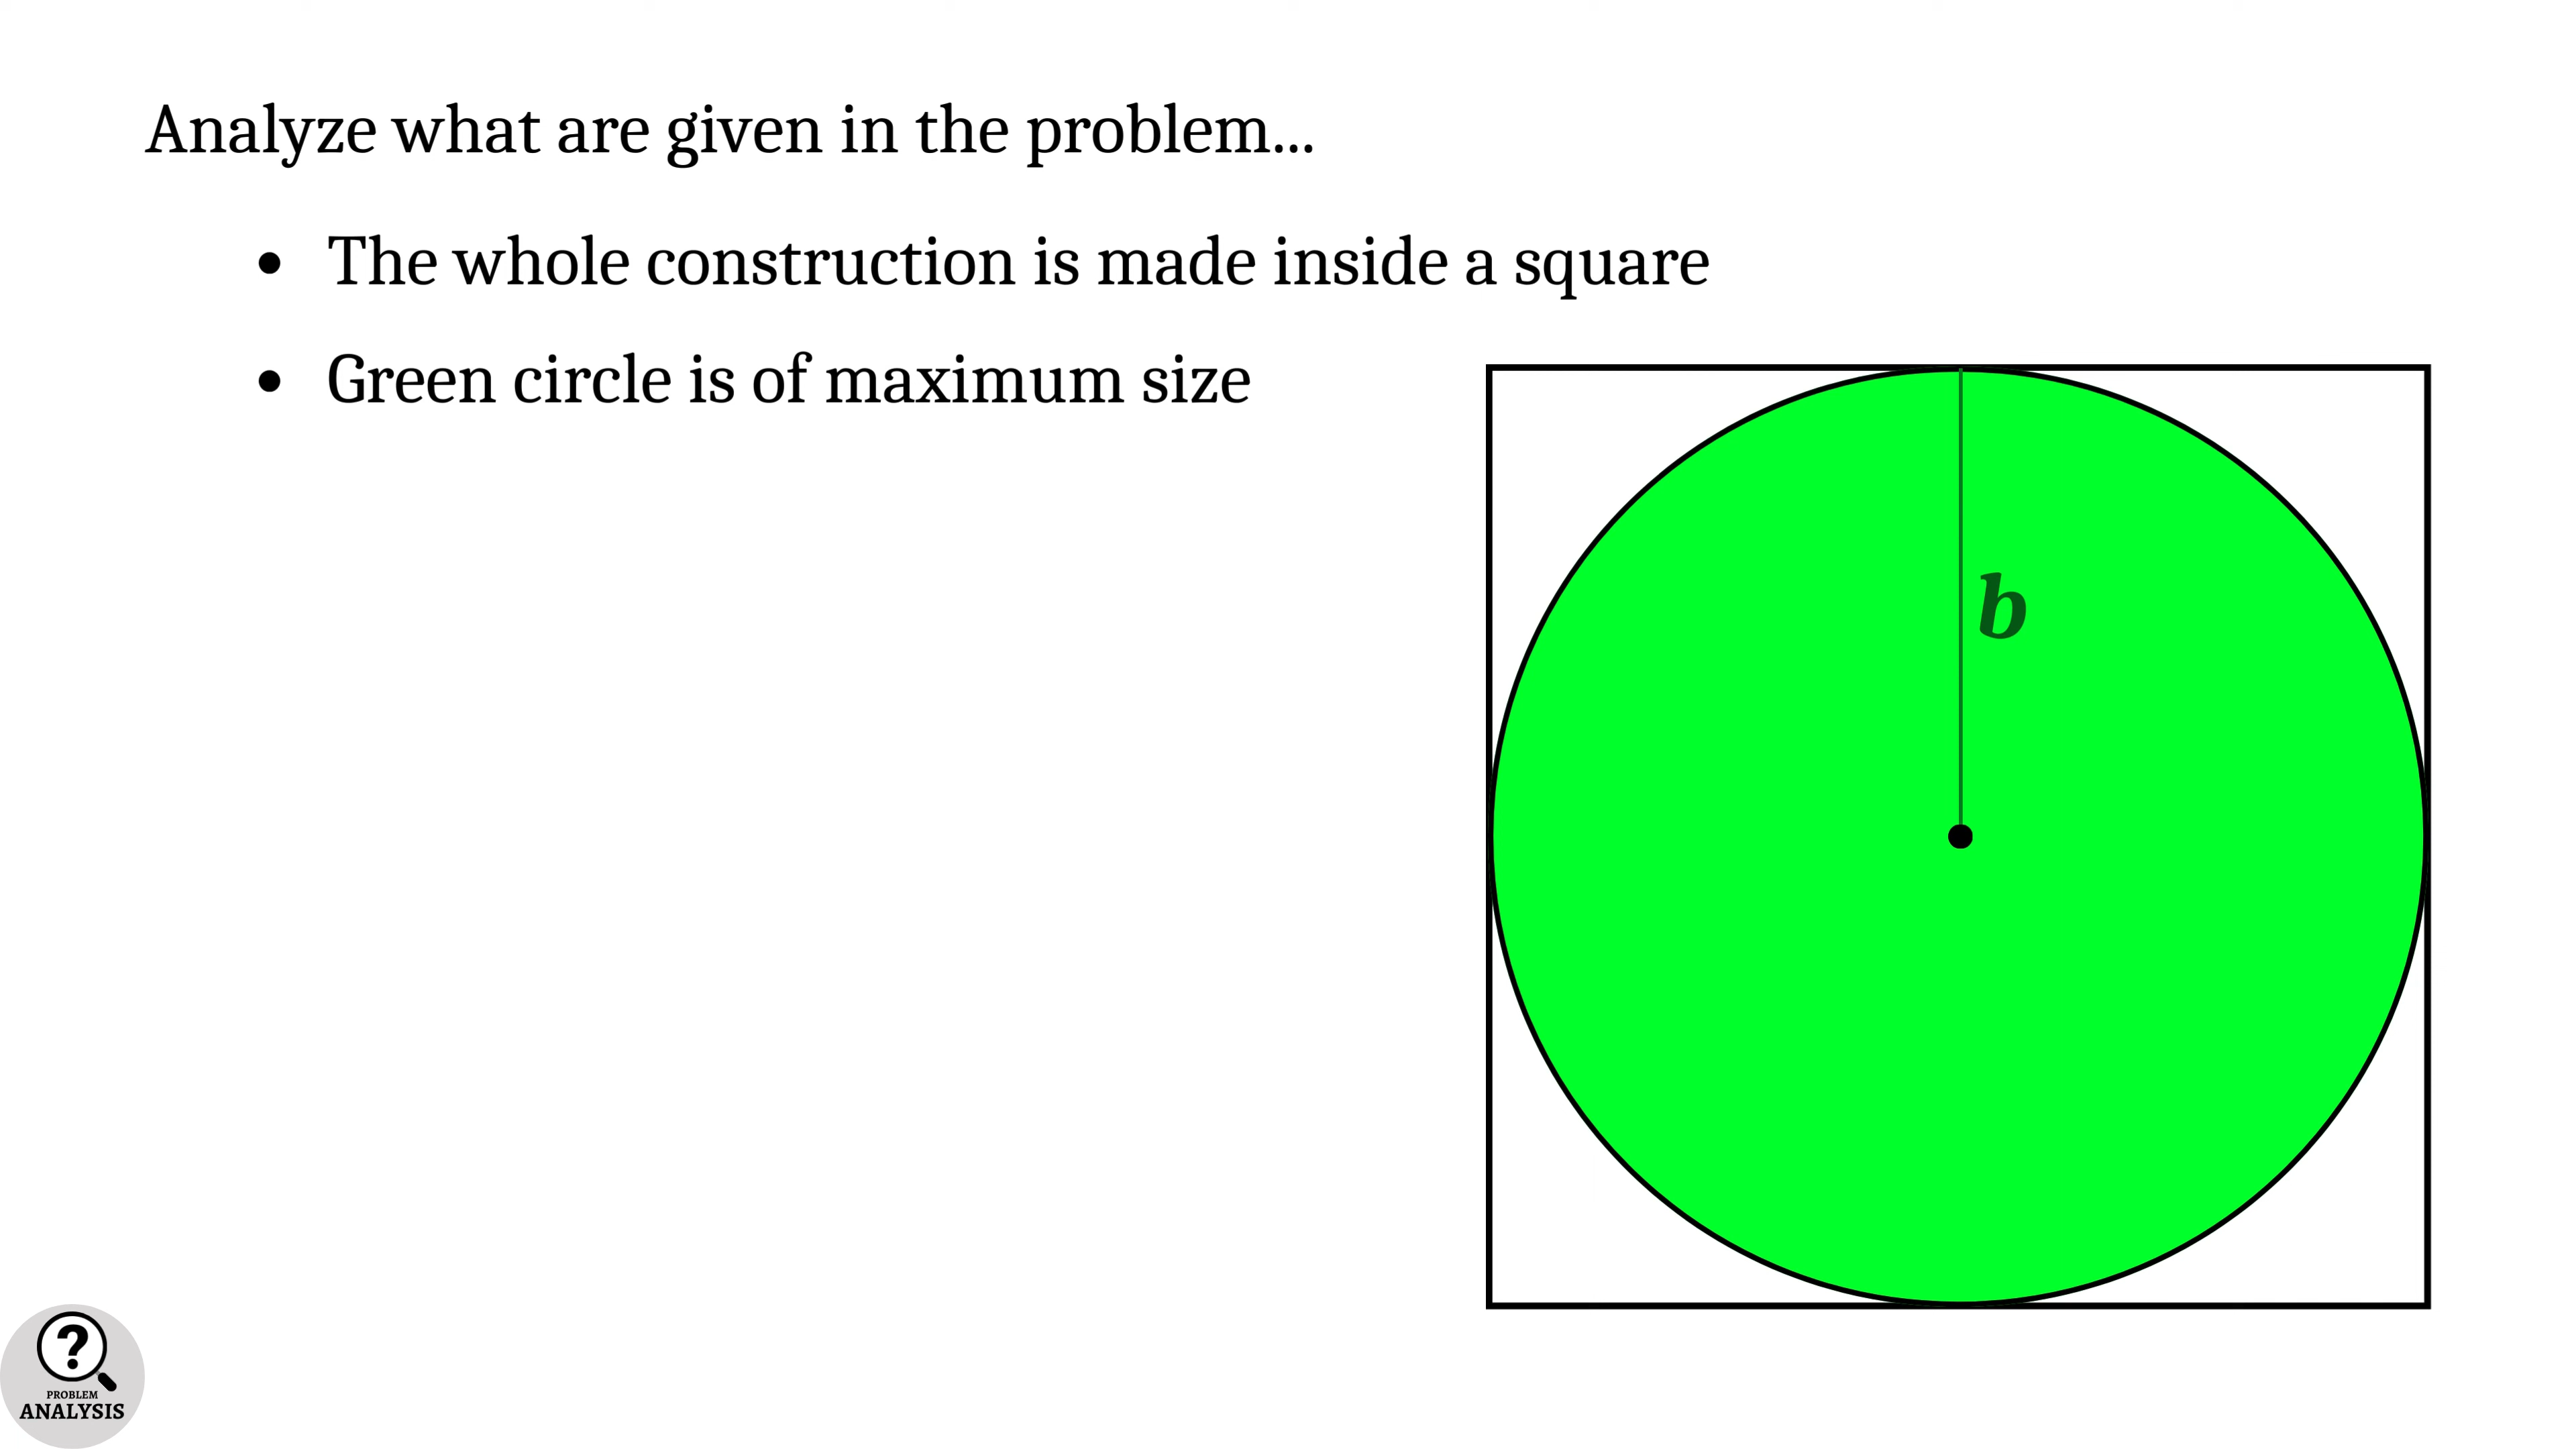 Analyze what are given in the problem...
• The whole construction is made inside a square
• Green circle is of maximum size
b
?
PROBLEM
ANALYSIS